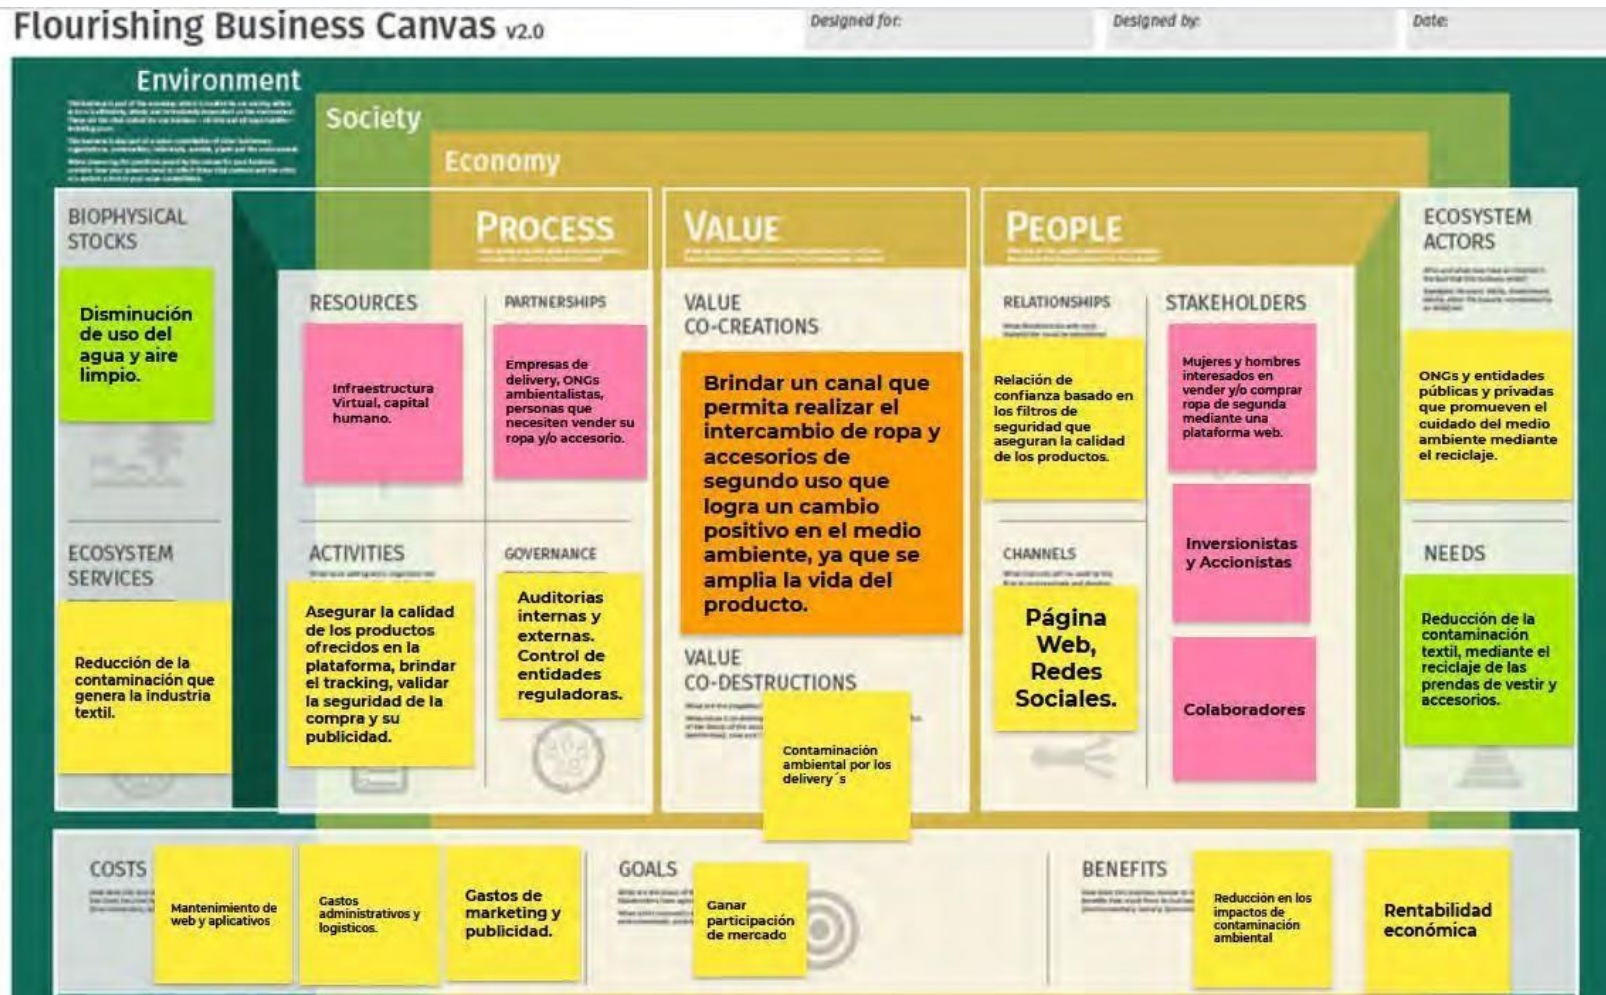 Flourishing Business Canvas v2.0
Designed for:
Designed by:
Date:
Environment
Society
Economy
BIOPHYSICAL
STOCKS
Disminución
de uso del
agua y aire
limpio.
ECOSYSTEM
SERVICES
Reducción de la
contaminación que
genera la industria
textil.
PROCESS
RESOURCES
Infraestructura
Virtual, capital
humano.
PARTNERSHIPS
Empresas de
delivery, ONGs
ambientalistas,
personas que
necesiten vender su
ropa y/o accesorio.
ACTIVITIES
Asegurar la calidad
de los productos
ofrecidos en la
plataforma, brindar
el tracking, validar
la seguridad de la
compra y su
publicidad.
GOVERNANCE
Auditorias
internas y
externas.
Control de
entidades
reguladoras.
VALUE
VALUE
CO-CREATIONS
Brindar un canal que
permita realizar el
intercambio de ropa y
accesorios de
segundo uso que
logra un cambio
positivo en el medio
ambiente, ya que se
amplia la vida del
producto.
VALUE
CO-DESTRUCTIONS
Contaminación
ambiental por los
delivery´s
PEOPLE
RELATIONSHIPS
Relación de
confianza basado en
los filtros de
seguridad que
aseguran la calidad
de los productos.
STAKEHOLDERS
Mujeres y hombres
interesados en
vender y/o comprar
ropa de segunda
mediante una
plataforma web.
Inversionistas
y Accionistas
Colaboradores
CHANNELS
Página
Web,
Redes
Sociales.
ECOSYSTEM
ACTORS
ONGs y entidades
públicas y privadas
que promueven el
cuidado del medio
ambiente mediante
el reciclaje.
NEEDS
Reducción de la
contaminación
textil, mediante el
reciclaje de las
prendas de vestir y
accesorios.
COSTS
Mantenimiento de
web y aplicativos
Gastos
administrativos y
logisticos.
Gastos de
marketing y
publicidad.
GOALS
Ganar
participación
de mercado
BENEFITS
Reducción en los
impactos de
contaminación
ambiental
Rentabilidad
económica